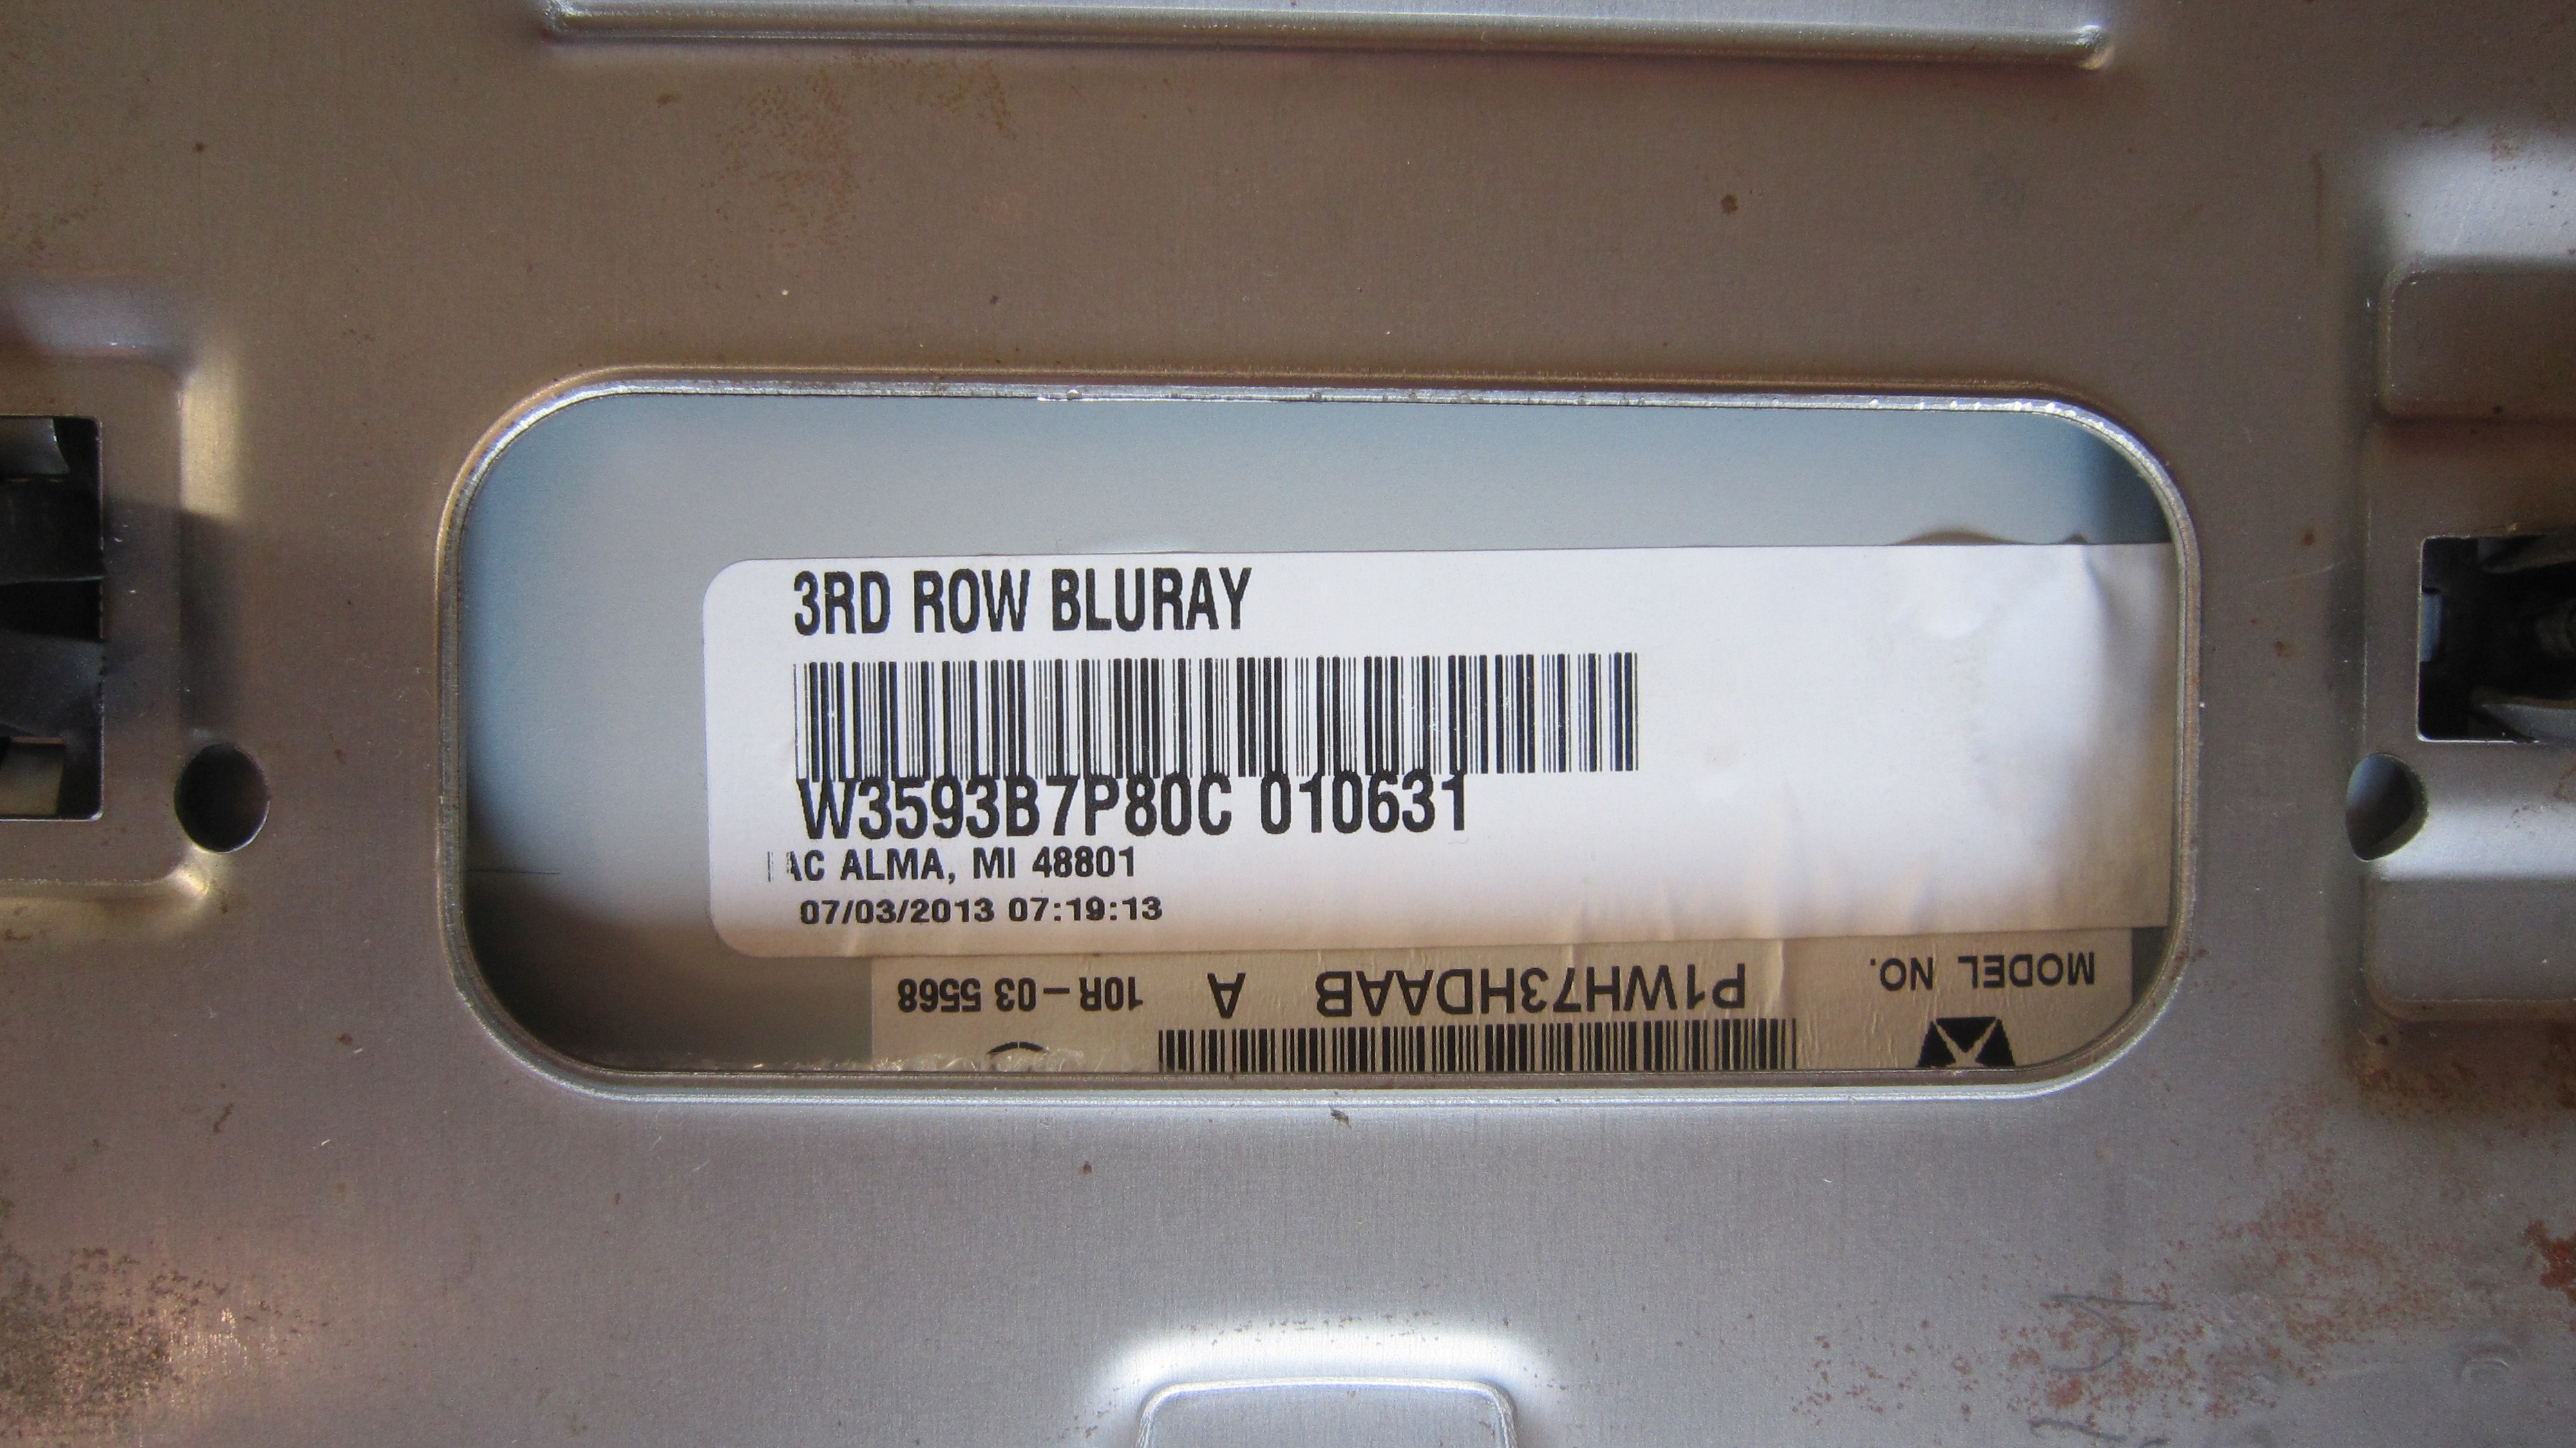 3RD ROW BLURAY
W3593B7P80C 010631
AC ALMA, MI 48801
07/03/2013 07:19:13
MODEL NO. P1WH73HDAAB A 10R-03 5568